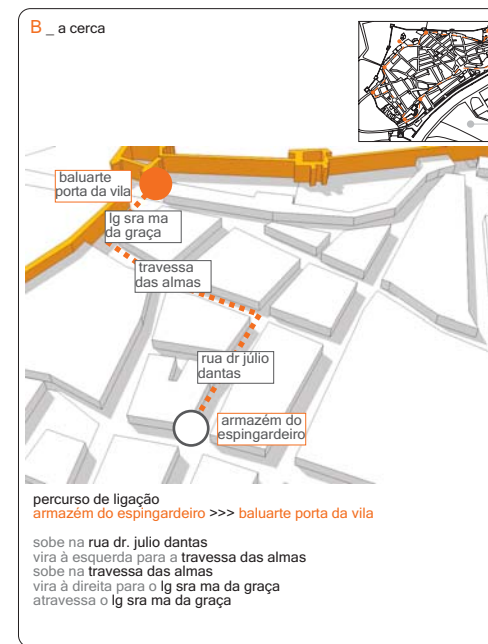 B _ a cerca
baluarte
porta da vila
lg sra ma
da graça
travessa
das almas
rua dr júlio
dantas
armazém do
espingardeiro
percurso de ligação
armazém do espingardeiro >>> baluarte porta da vila
sobe na rua dr. julio dantas
vira à esquerda para a travessa das almas
sobe na travessa das almas
vira à direita para o lg sra ma da graça
atravessa o lg sra ma da graça